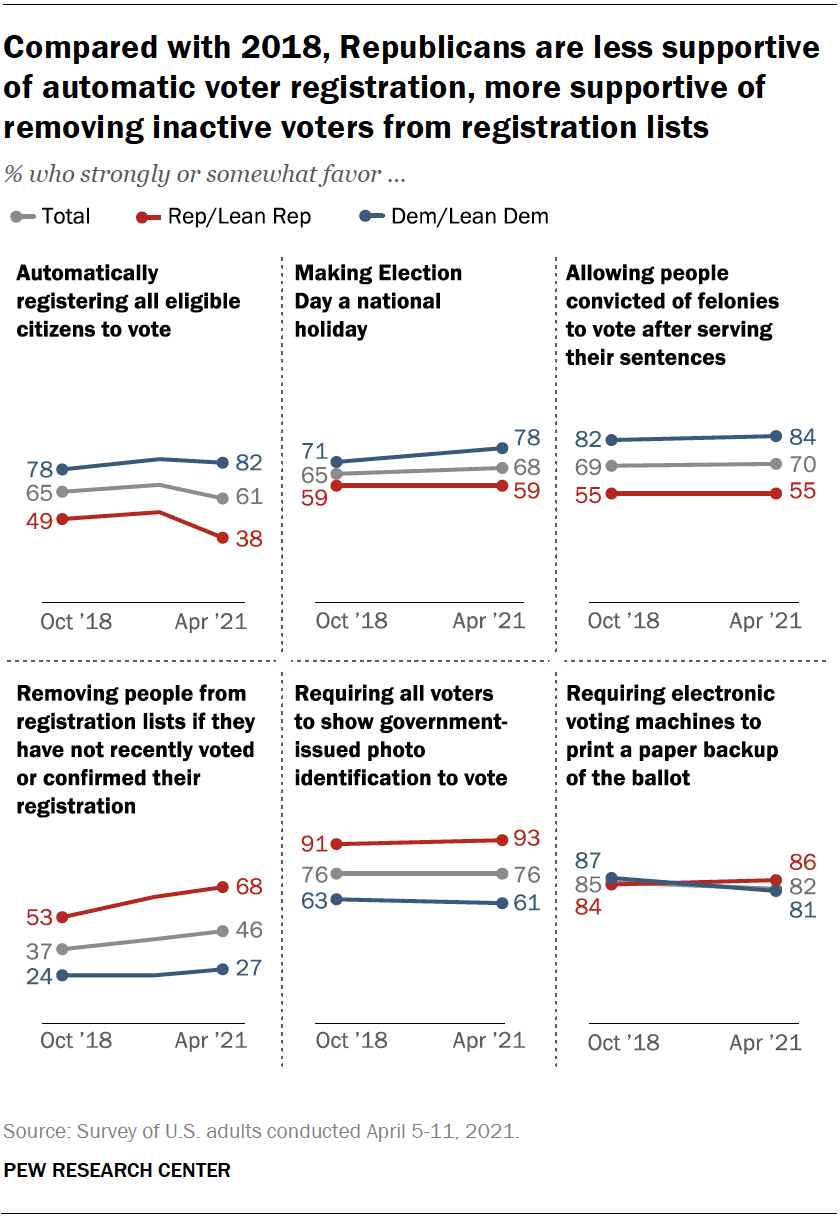 Compared with 2018, Republicans are less supportive
of automatic voter registration, more supportive of
removing inactive voters from registration lists
% who strongly or somewhat favor ...
Total
Rep/Lean Rep
Dem/Lean Dem
Automatically
registering all eligible
citizens to vote
78
65
49
82
61
38
Oct ’18
Apr ’21
Making Election
Day a national
holiday
71
65
59
78
68
59
Oct ’18
Apr ’21
Allowing people
convicted of felonies
to vote after serving
their sentences
82
69
55
84
70
55
Oct ’18
Apr ’21
Removing people from
registration lists if they
have not recently voted
or confirmed their
registration
53
37
24
68
46
27
Oct ’18
Apr ’21
Requiring all voters
to show government-
issued photo
identification to vote
91
76
63
93
76
61
Oct ’18
Apr ’21
Requiring electronic
voting machines to
print a paper backup
of the ballot
87
85
84
86
82
81
Oct ’18
Apr ’21
Source: Survey of U.S. adults conducted April 5-11, 2021.
PEW RESEARCH CENTER